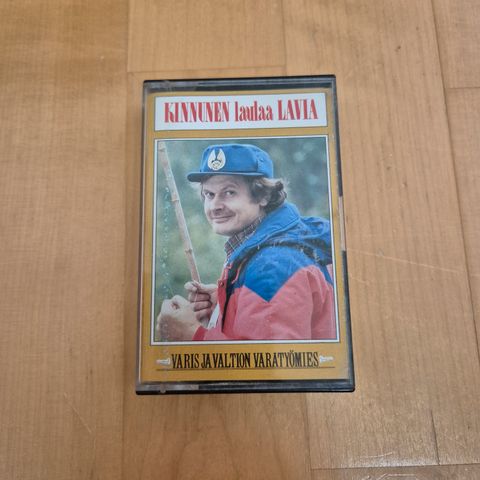 KINNUNEN laulaa LAVIA
VARIS JA VALTION VARATYÖMIES